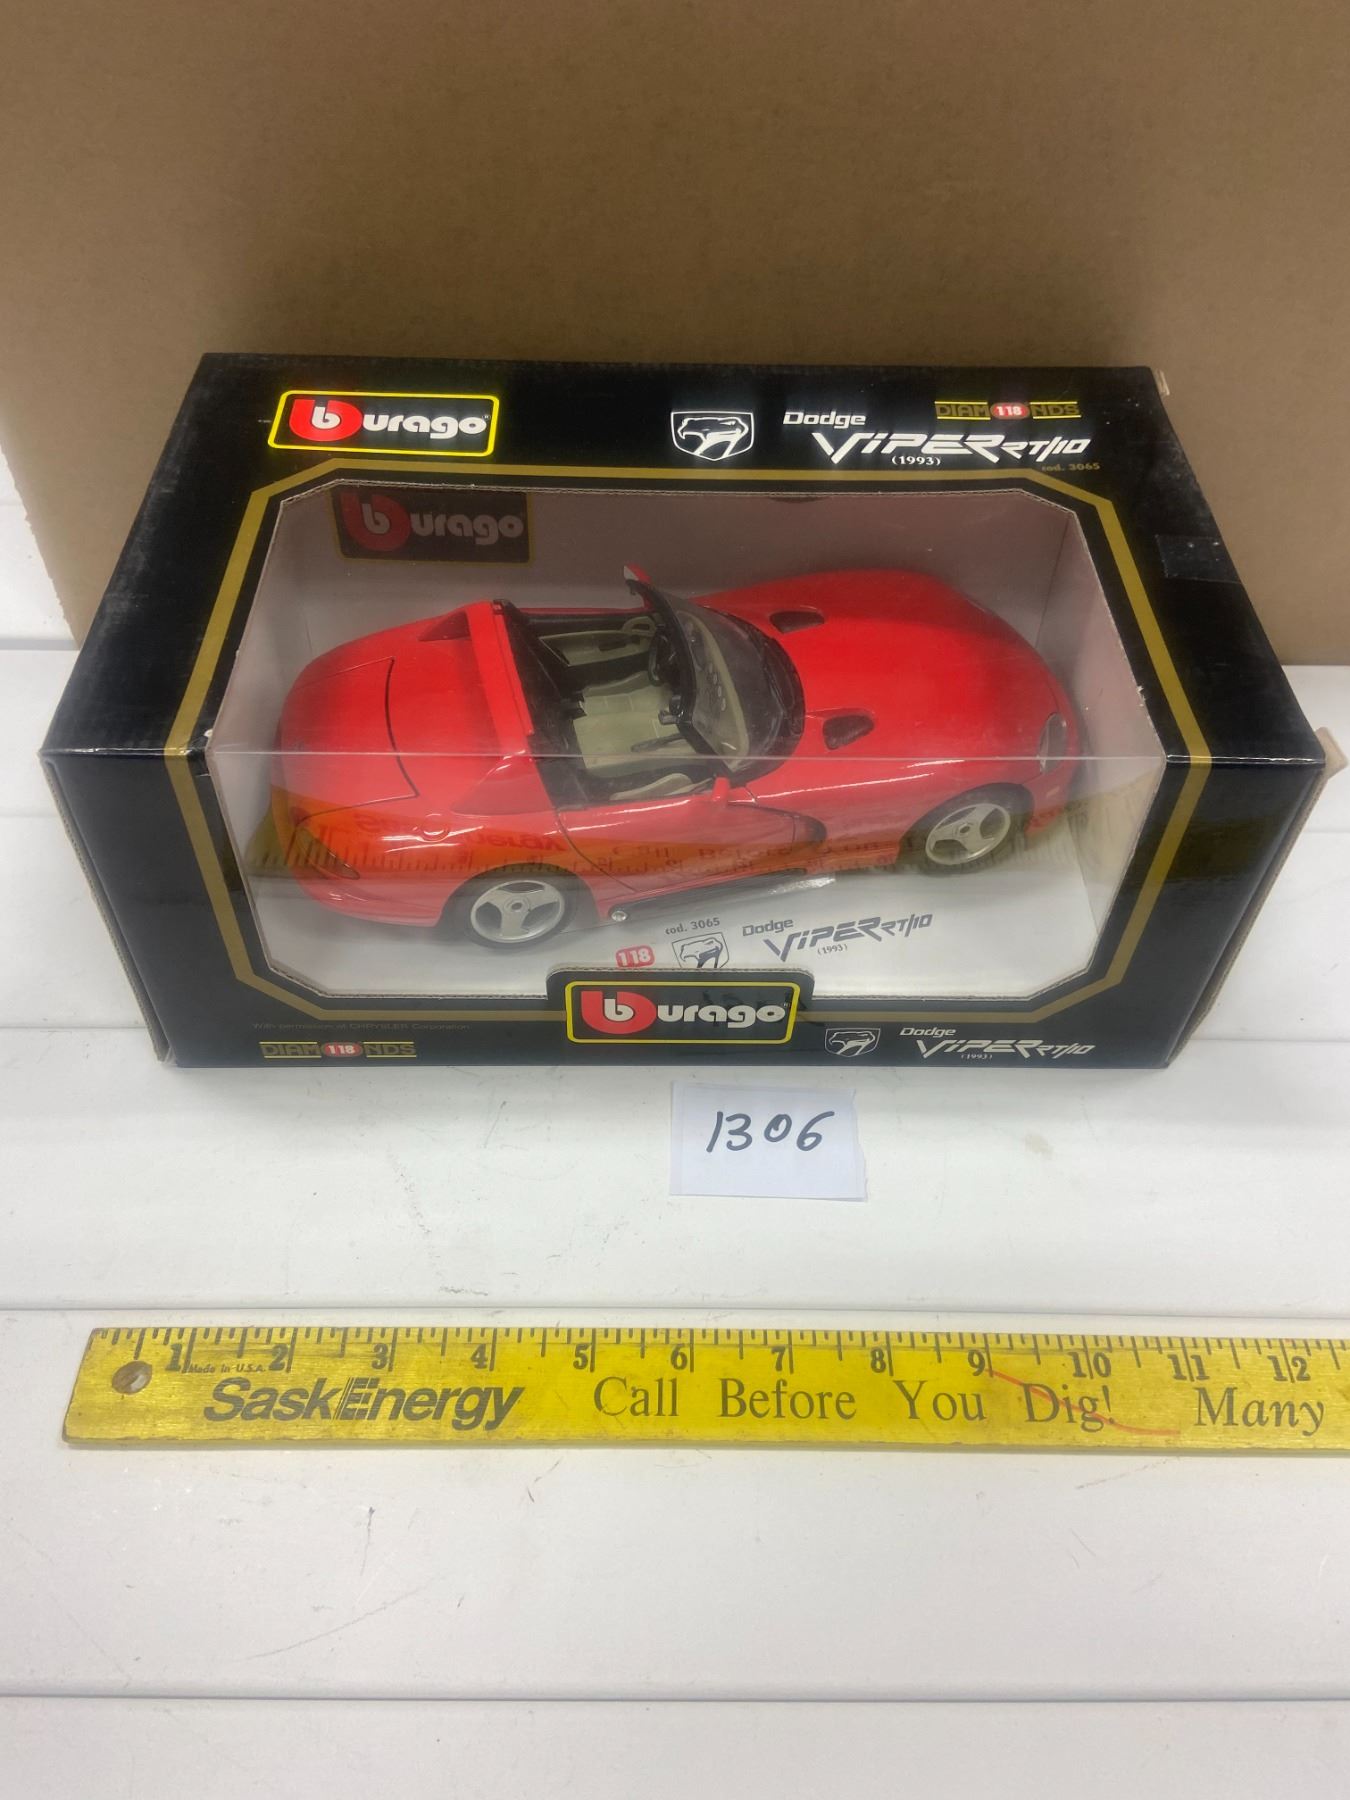 burago
Dodge
VIPER RT/10
(1993)
DIAM 1:18 NDS
cod. 3065
burago
cod. 3065
1:18
Dodge
VIPER RT/10
(1993)
burago
With permission of CHRYSLER Corporation
DIAM 1:18 NDS
Dodge
VIPER RT/10
(1993)
1306
1 2 3 4 5 6 7 8 9 10 11 12
Made in U.S.A.
SaskEnergy Call Before You Dig! Many